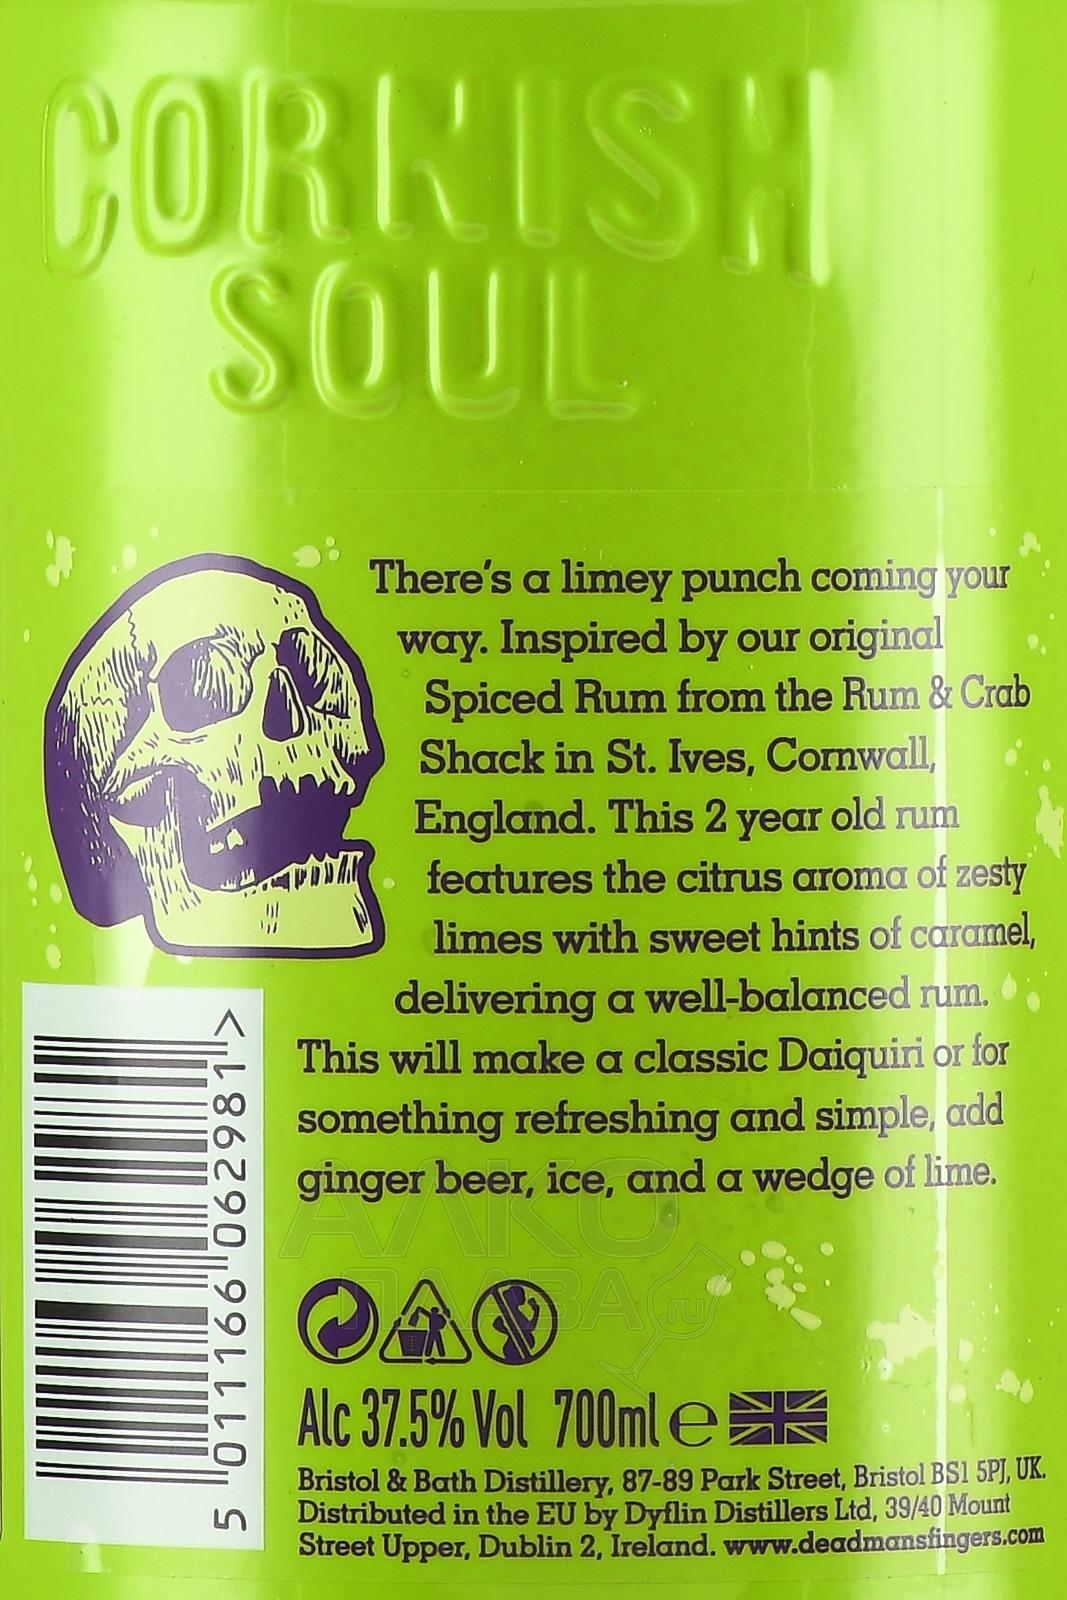 CORNISH
SOUL
There's a limey punch coming your
way. Inspired by our original
Spiced Rum from the Rum & Crab
Shack in St. Ives, Cornwall,
England. This 2 year old rum
features the citrus aroma of zesty
limes with sweet hints of caramel,
delivering a well-balanced rum.
This will make a classic Daiquiri or for
something refreshing and simple, add
ginger beer, ice, and a wedge of lime.
5 011166 062981 >
АЛКО
ПЛАЗА.ru
Alc 37.5% Vol 700ml e
Bristol & Bath Distillery, 87-89 Park Street, Bristol BS1 5PJ, UK.
Distributed in the EU by Dyflin Distillers Ltd, 39/40 Mount
Street Upper, Dublin 2, Ireland. www.deadmansfingers.com